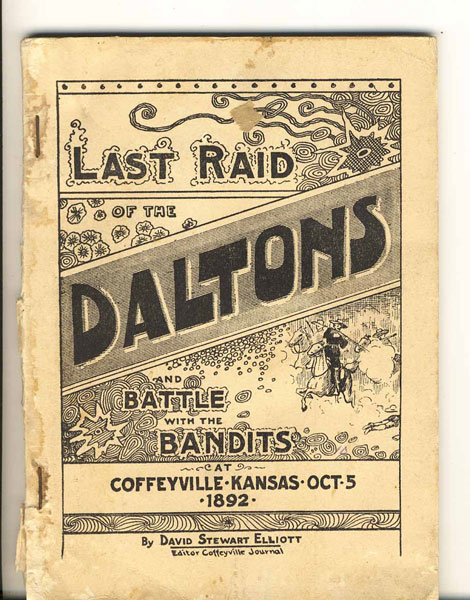 LAST RAID
OF THE
DALTONS
AND
BATTLE
WITH THE
BANDITS
AT
COFFEYVILLE · KANSAS · OCT · 5
· 1892 ·
By DAVID STEWART ELLIOTT
Editor Coffeyville Journal